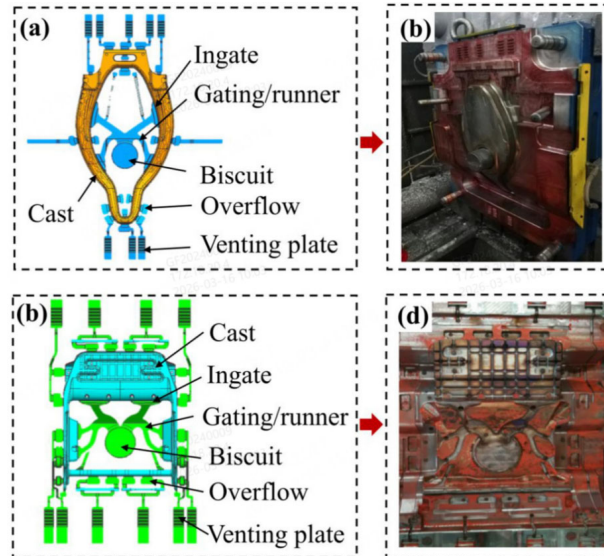 (a)
Ingate
Gating/runner
Biscuit
Cast
Overflow
Venting plate
(b)
(b)
Cast
Ingate
Gating/runner
Biscuit
Overflow
Venting plate
(d)